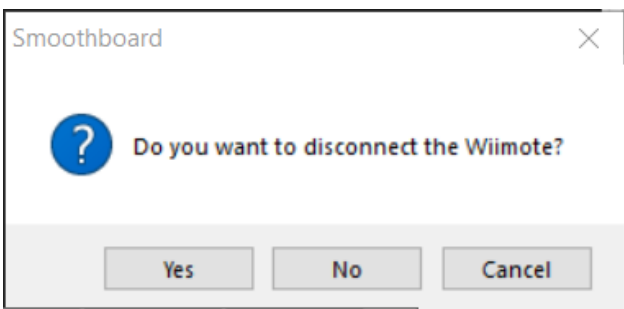 Smoothboard
Do you want to disconnect the Wiimote?
Yes
No
Cancel